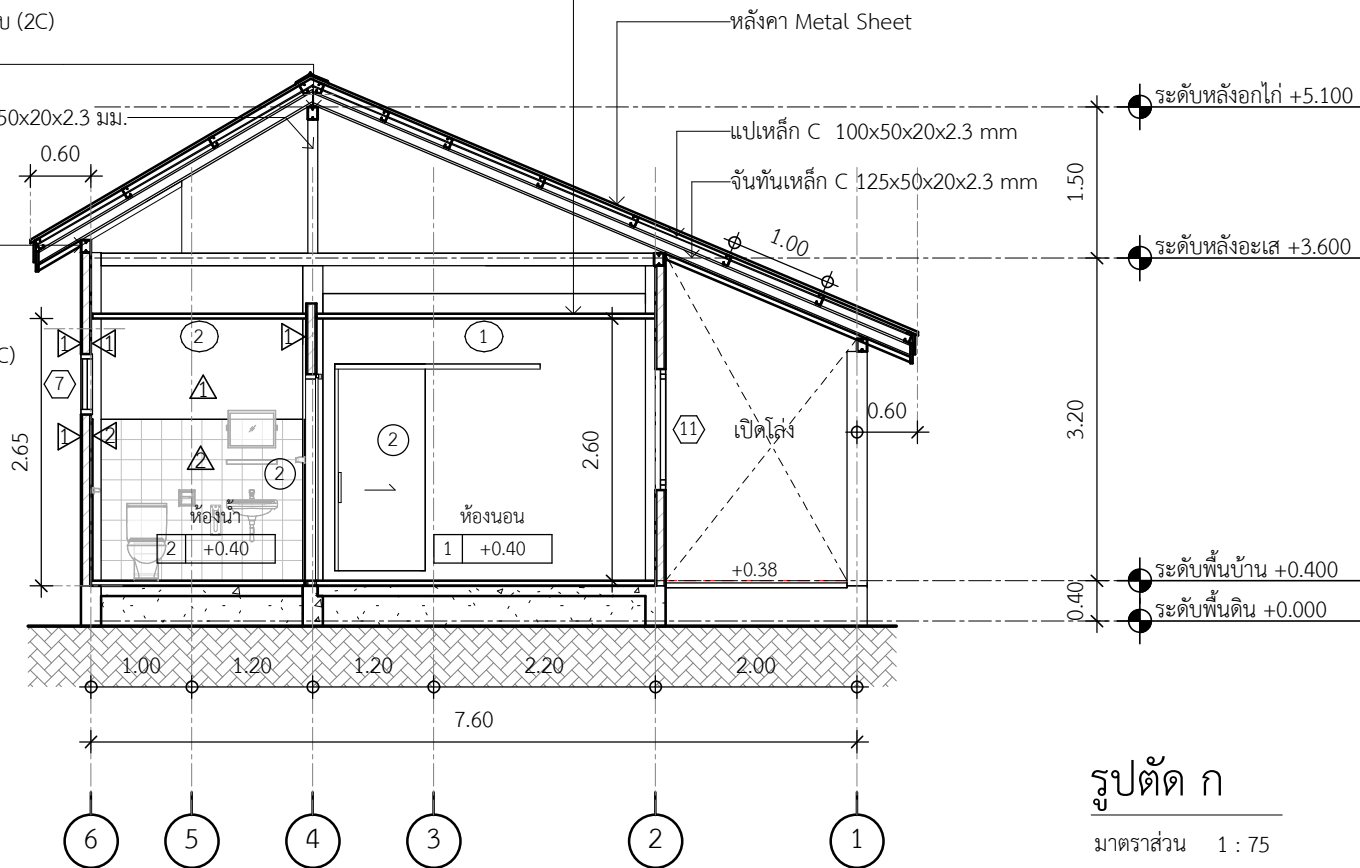 (2C)
หลังคา Metal Sheet
ระดับหลังอกไก่ +5.100
50x20x2.3 มม.
แปเหล็ก C 100x50x20x2.3 mm
0.60
จันทันเหล็ก C 125x50x20x2.3 mm
1.50
1.00
ระดับหลังอะเส +3.600
2
1
1
1
1
C)
7
1
2
0.60
11
เปิดโล่ง
3.20
1
2
2.65
2
2
2.60
ห้องน้ำ
ห้องนอน
2 +0.40
1 +0.40
+0.38
ระดับพื้นบ้าน +0.400
0.40
ระดับพื้นดิน +0.000
1.00
1.20
1.20
2.20
2.00
7.60
รูปตัด ก
มาตราส่วน 1 : 75
6
5
4
3
2
1